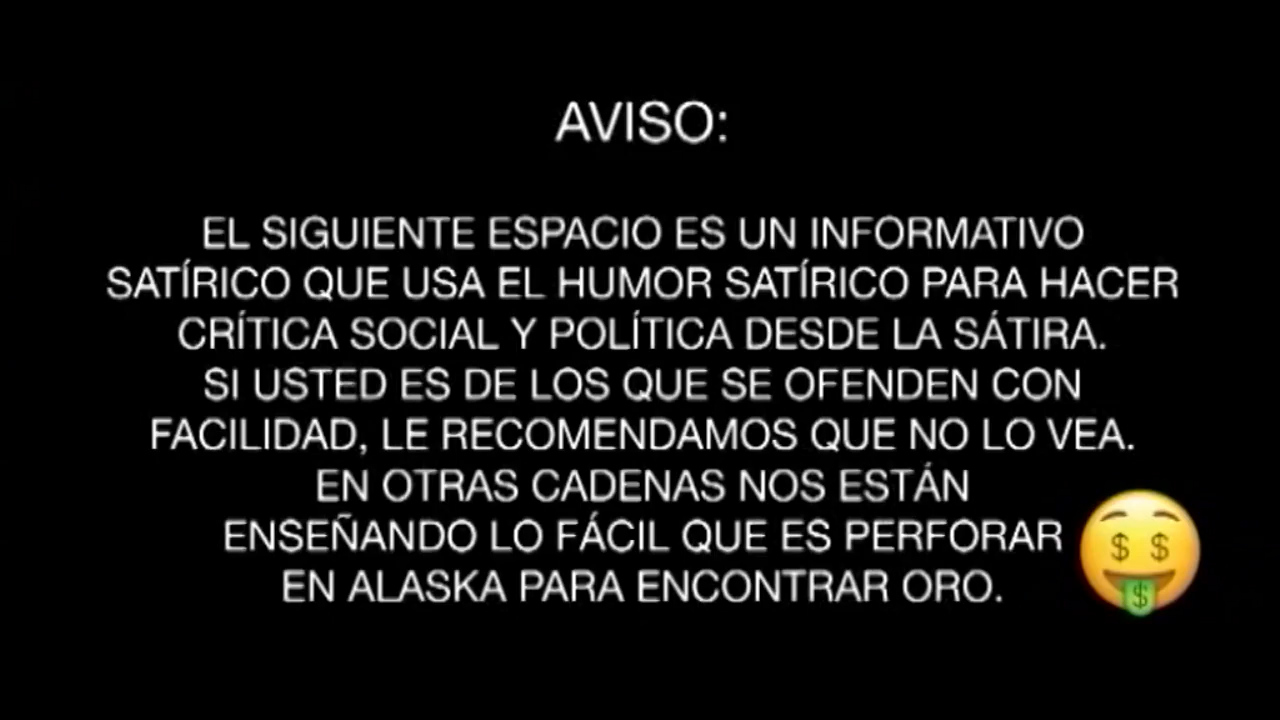 AVISO:
EL SIGUIENTE ESPACIO ES UN INFORMATIVO
SATÍRICO QUE USA EL HUMOR SATÍRICO PARA HACER
CRÍTICA SOCIAL Y POLÍTICA DESDE LA SÁTIRA.
SI USTED ES DE LOS QUE SE OFENDEN CON
FACILIDAD, LE RECOMENDAMOS QUE NO LO VEA.
EN OTRAS CADENAS NOS ESTÁN
ENSEÑANDO LO FÁCIL QUE ES PERFORAR
EN ALASKA PARA ENCONTRAR ORO.